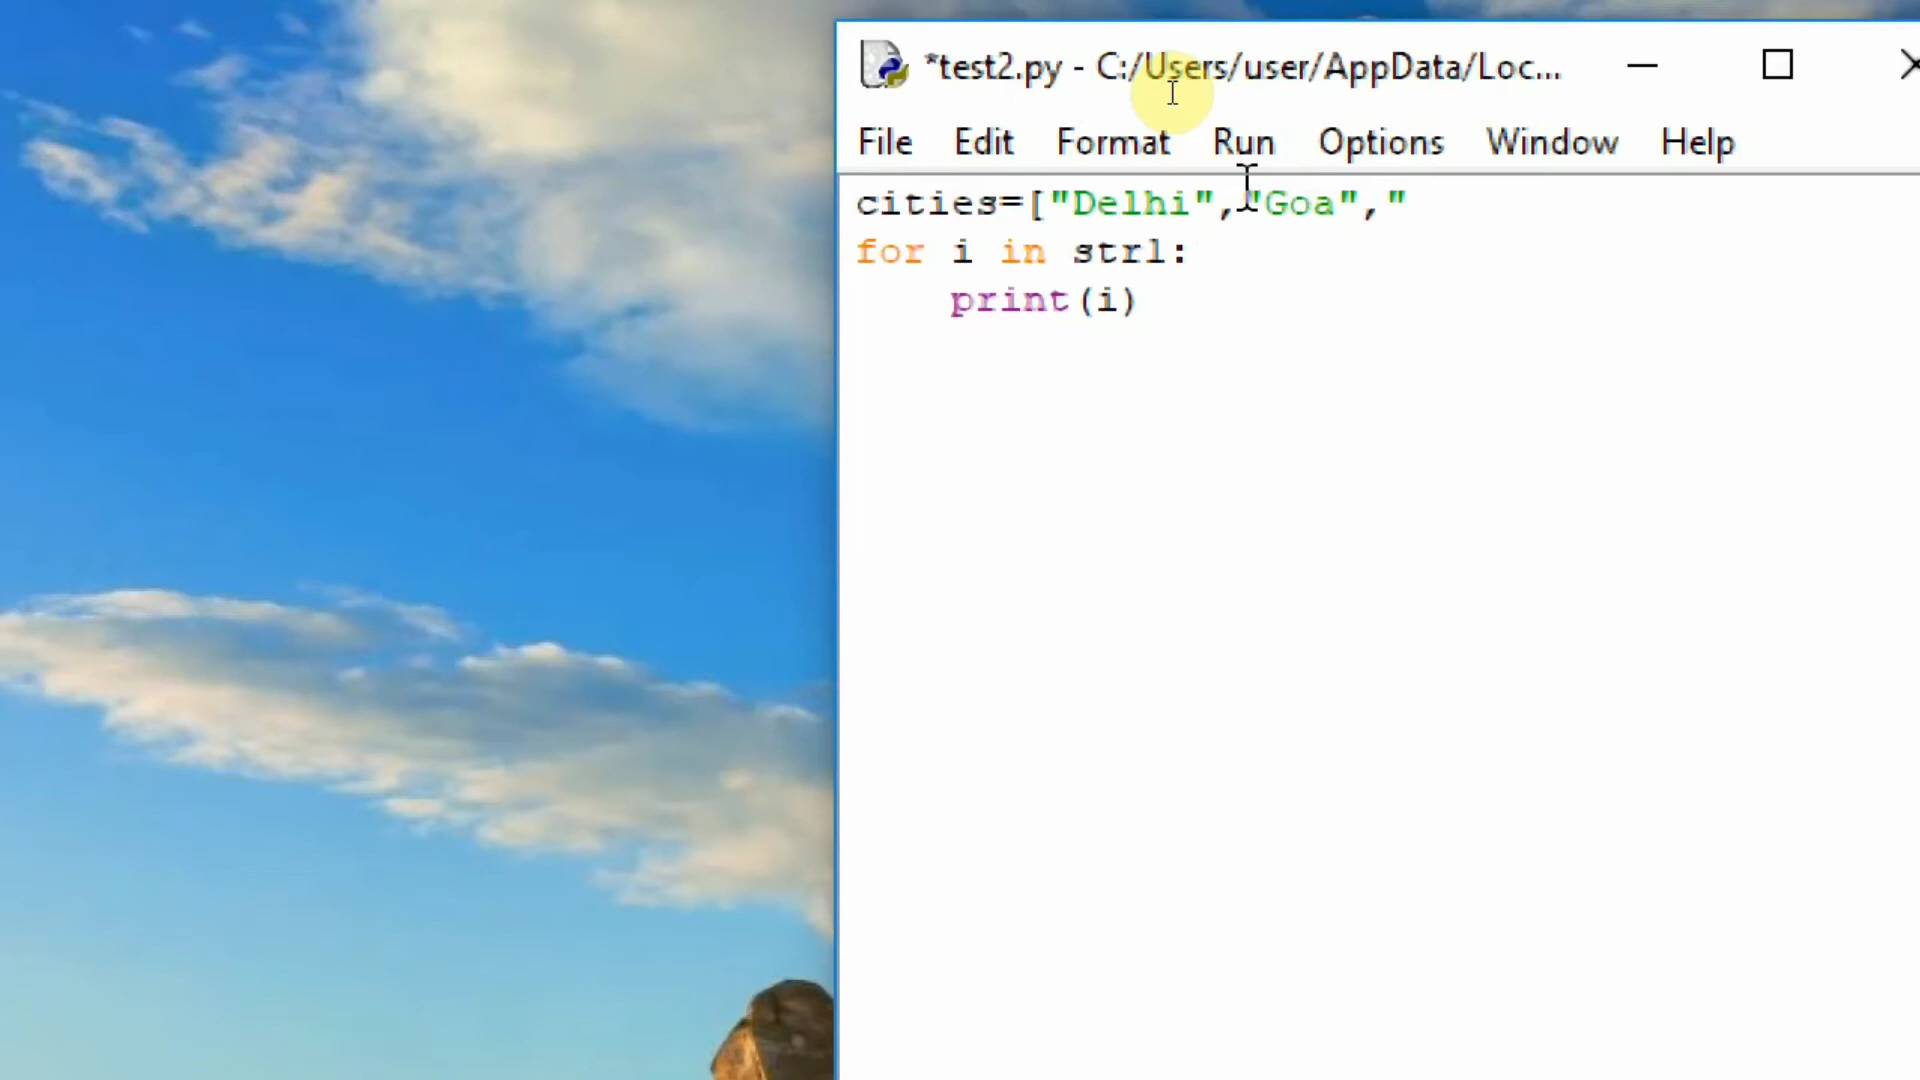 *test2.py - C:/Users/user/AppData/Loc...
File Edit Format Run Options Window Help
cities=["Delhi","Goa","
for i in strl:
    print(i)